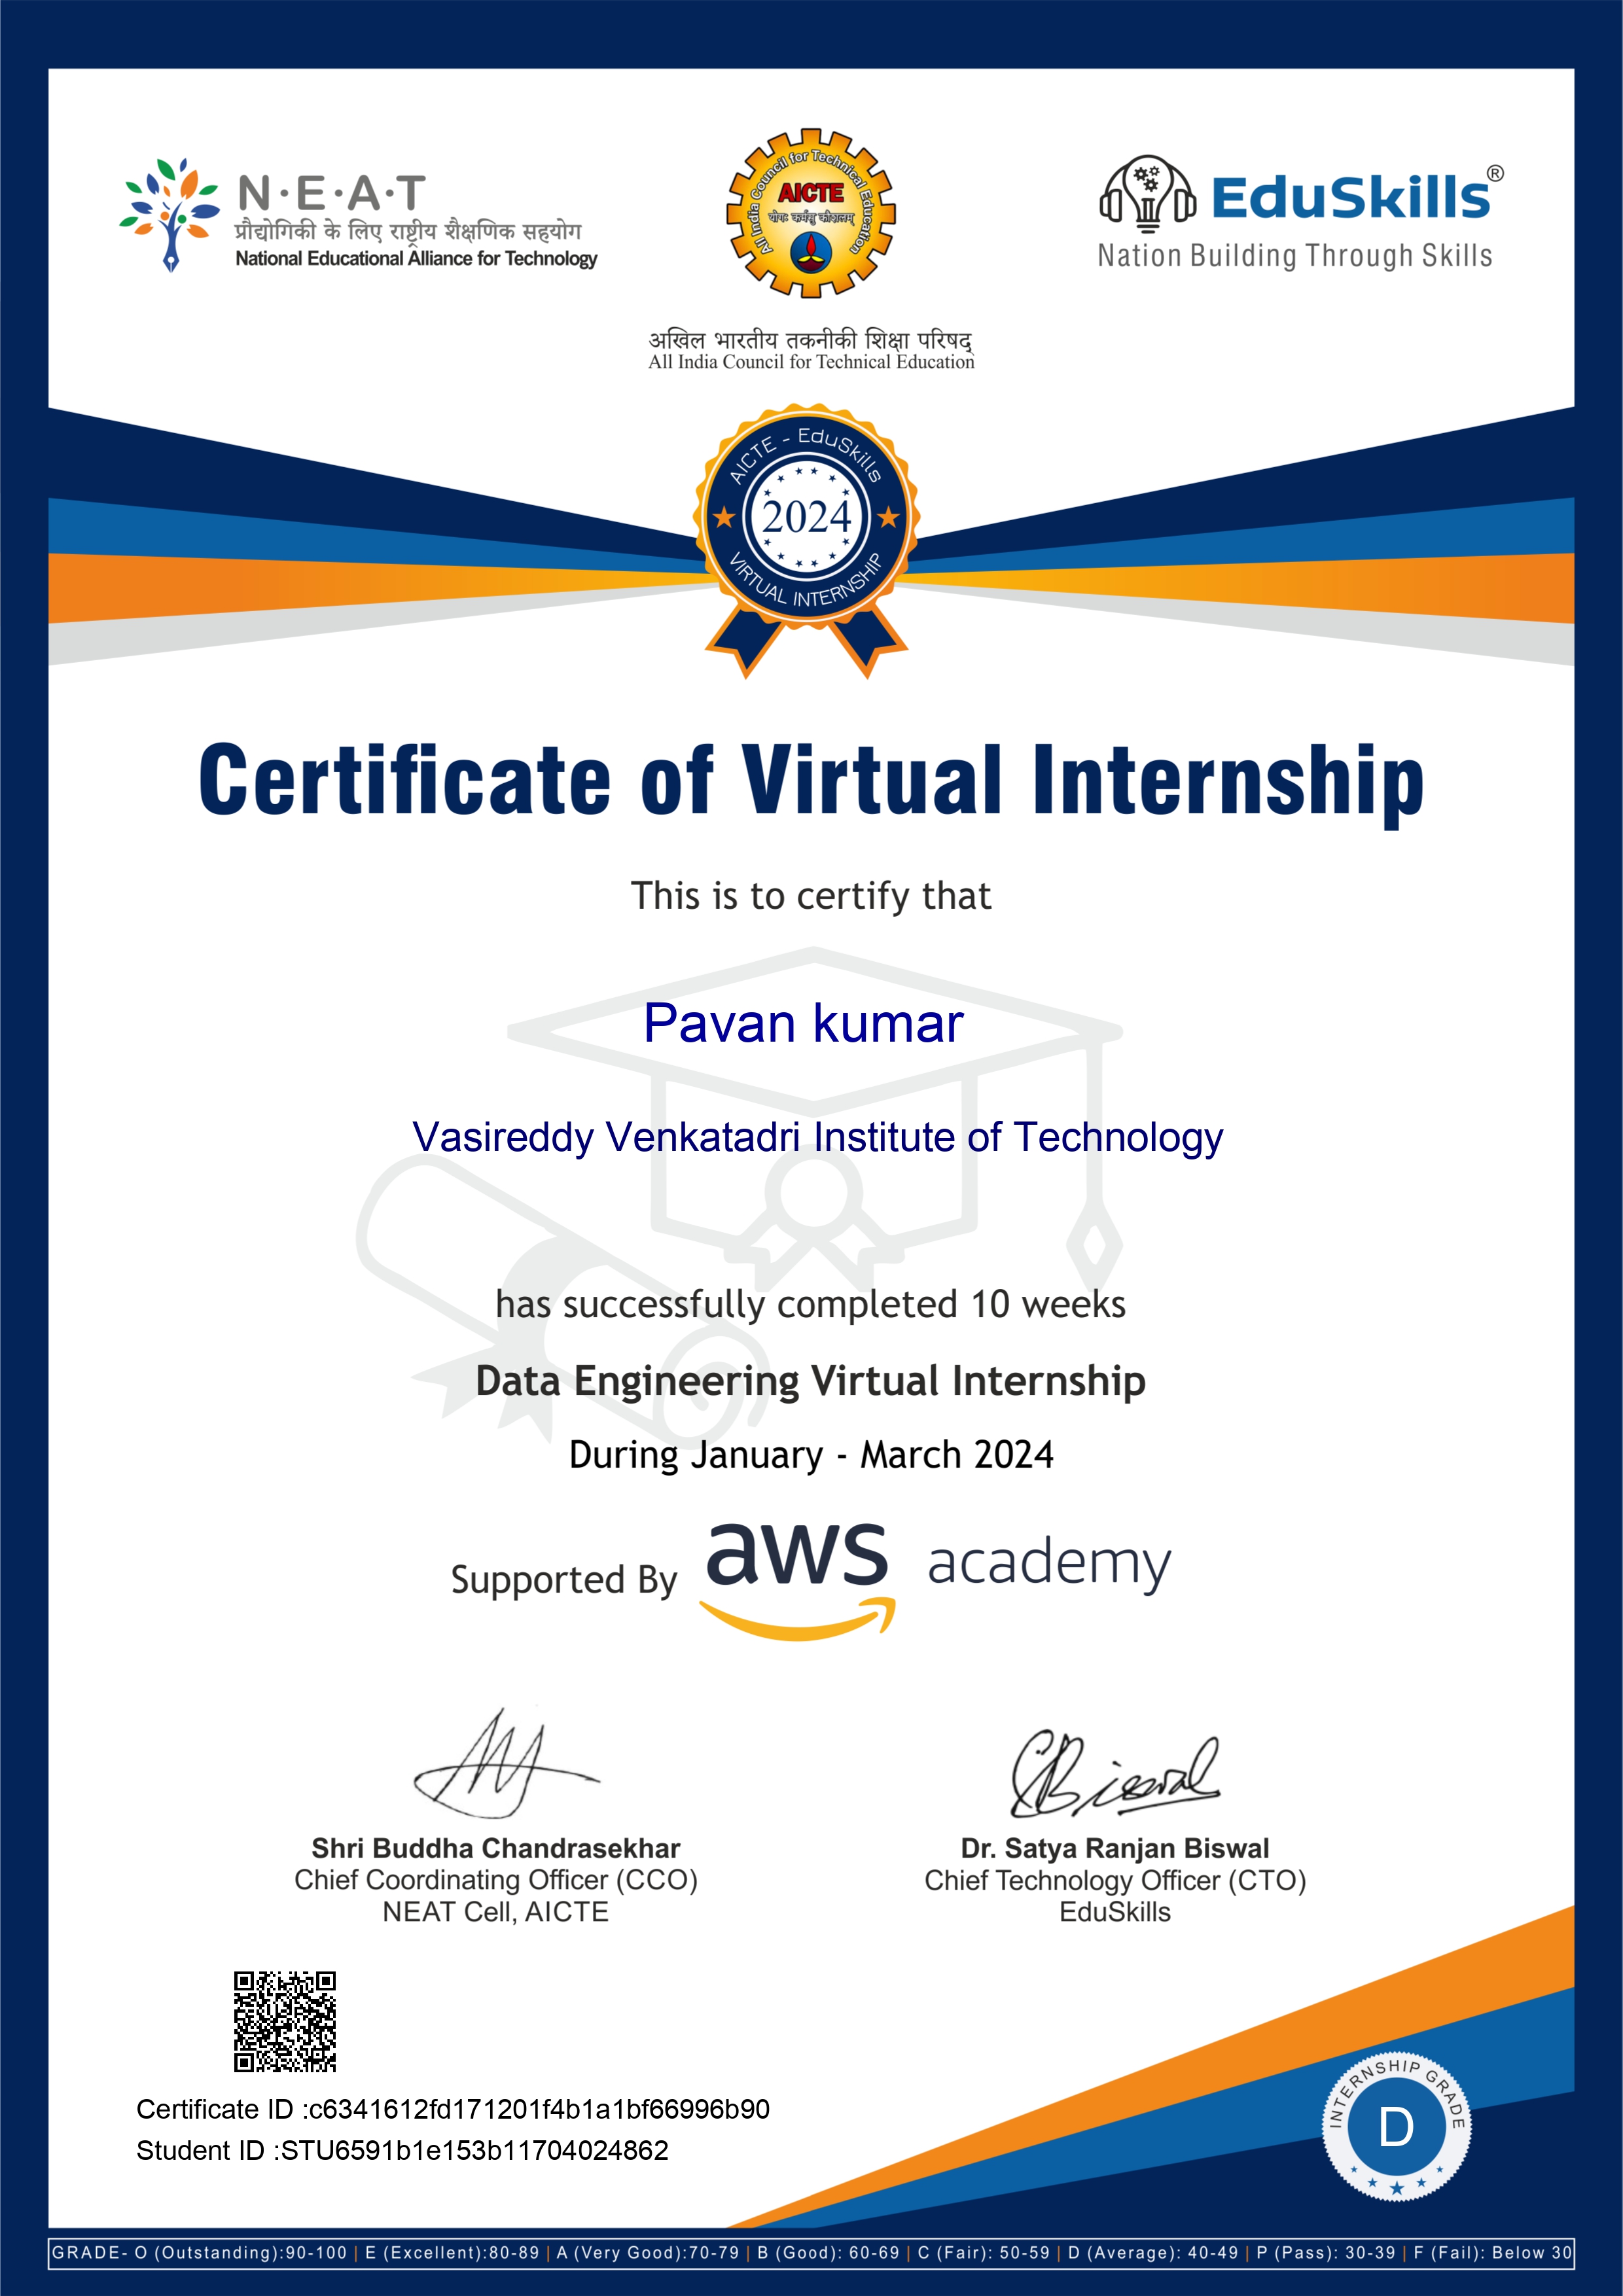 N·E·A·T
प्रौद्योगिकी के लिए राष्ट्रीय शैक्षणिक सहयोग
National Educational Alliance for Technology
All India Council for Technical Education
AICTE
योगः कर्मसु कौशलम्
अखिल भारतीय तकनीकी शिक्षा परिषद्
All India Council for Technical Education
EduSkills®
Nation Building Through Skills
AICTE - EduSkills
2024
VIRTUAL INTERNSHIP
Certificate of Virtual Internship
This is to certify that
Pavan kumar
Vasireddy Venkatadri Institute of Technology
has successfully completed 10 weeks
Data Engineering Virtual Internship
During January - March 2024
Supported By aws academy
Shri Buddha Chandrasekhar
Chief Coordinating Officer (CCO)
NEAT Cell, AICTE
Biswal
Dr. Satya Ranjan Biswal
Chief Technology Officer (CTO)
EduSkills
Certificate ID :c6341612fd171201f4b1a1bf66996b90
Student ID :STU6591b1e153b11704024862
INTERNSHIP GRADE
D
GRADE- O (Outstanding):90-100 | E (Excellent):80-89 | A (Very Good):70-79 | B (Good): 60-69 | C (Fair): 50-59 | D (Average): 40-49 | P (Pass): 30-39 | F (Fail): Below 30